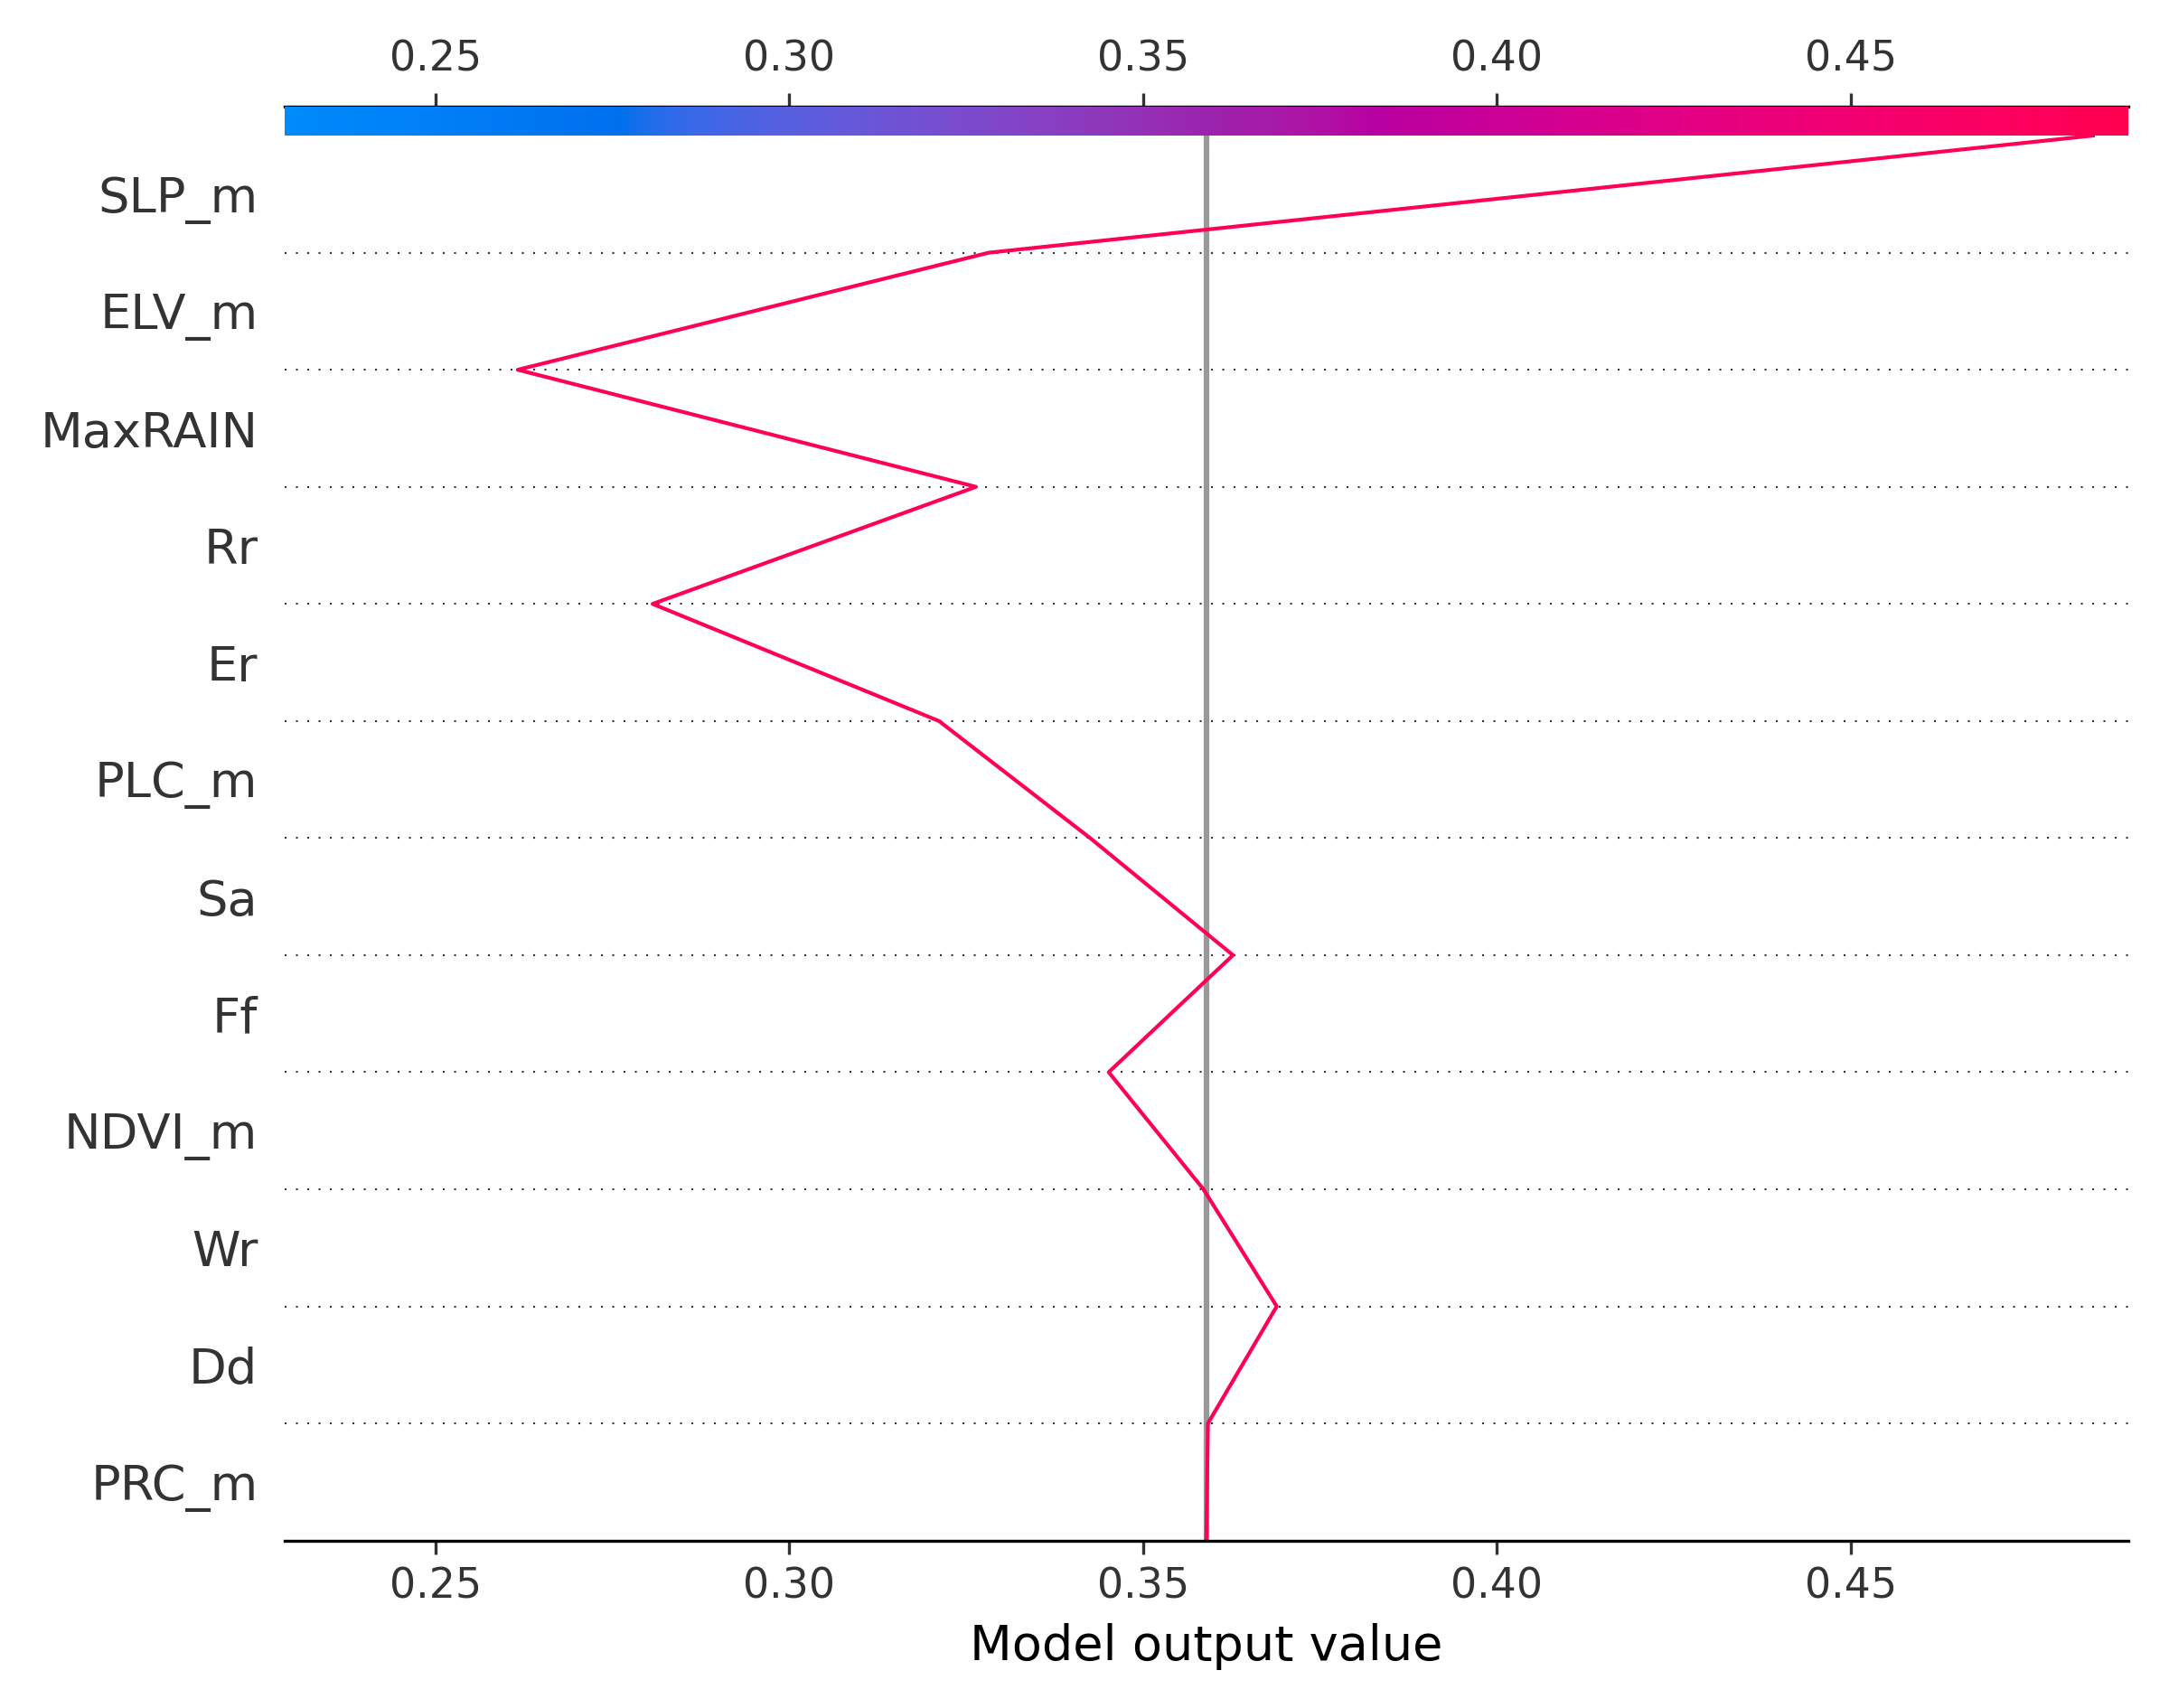 0.25 0.30 0.35 0.40 0.45
SLP_m
ELV_m
MaxRAIN
Rr
Er
PLC_m
Sa
Ff
NDVI_m
Wr
Dd
PRC_m
0.25 0.30 0.35 0.40 0.45
Model output value